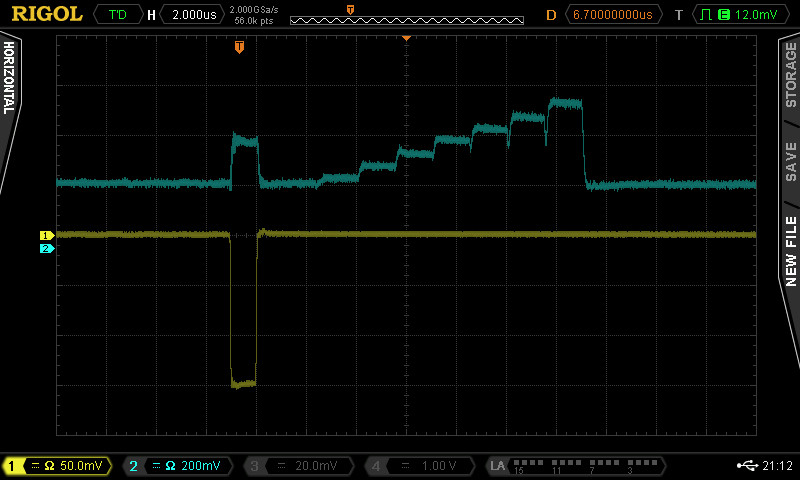 RIGOL T'D H 2.000us 2.000GSa/s D 6.70000000us T E 12.0mV
56.0k pts
T
T
HORIZONTAL
STORAGE
SAVE
NEW FILE
1
2
1 = Ω 50.0mV 2 = Ω 200mV 3 = 20.0mV 4 = 1.00 V LA 15 11 7 3 21:12